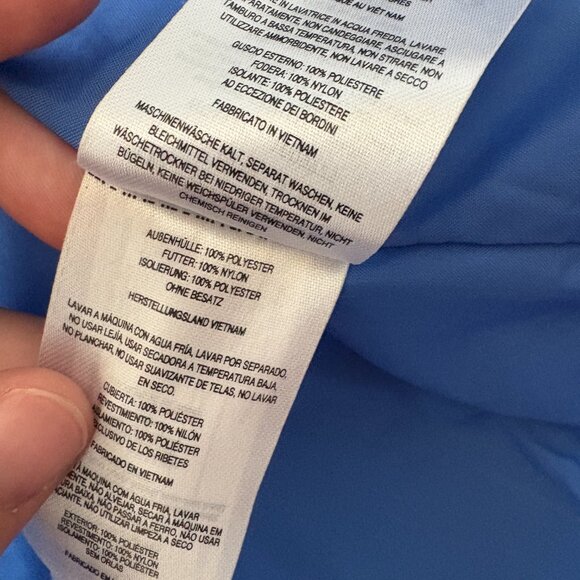 QUE AU VIÊT NAM
LAVARE IN LAVATRICE IN ACQUA FREDDA, LAVARE
SEPARATAMENTE, NON CANDEGGIARE, ASCIUGARE A
TAMBURO A BASSA TEMPERATURA, NON STIRARE, NON
UTILIZZARE AMMORBIDENTE, NON LAVARE A SECCO
GUSCIO ESTERNO: 100% POLIESTERE
FODERA: 100% NYLON
ISOLANTE: 100% POLIESTERE
AD ECCEZIONE DEI BORDINI
FABBRICATO IN VIETNAM
MASCHINENWÄSCHE KALT, SEPARAT WASCHEN, KEINE
BLEICHMITTEL VERWENDEN, TROCKNEN IM
WÄSCHETROCKNER BEI NIEDRIGER TEMPERATUR, NICHT
BÜGELN, KEINE WEICHSPÜLER VERWENDEN, NICHT
CHEMISCH REINIGEN
AUßENHÜLLE: 100% POLYESTER
FUTTER: 100% NYLON
ISOLIERUNG: 100% POLYESTER
OHNE BESATZ
HERSTELLUNGSLAND VIETNAM
LAVAR A MÁQUINA CON AGUA FRÍA, LAVAR POR SEPARADO,
NO USAR LEJÍA, USAR SECADORA A TEMPERATURA BAJA,
NO PLANCHAR, NO USAR SUAVIZANTE DE TELAS, NO LAVAR
EN SECO.
CUBIERTA: 100% POLIÉSTER
REVESTIMIENTO: 100% NILÓN
AISLAMIENTO: 100% POLIÉSTER
EXCLUSIVO DE LOS RIBETES
FABRICADO EN VIETNAM
À MÁQUINA COM ÁGUA FRIA, LAVAR
NÃO ALVEJAR, SECAR À MÁQUINA EM
BAIXA, NÃO PASSAR A FERRO, NÃO USAR
NÃO UTILIZAR LIMPEZA A SECO
EXTERIOR: 100% POLIÉSTER
REVESTIMENTO: 100% NYLON
ISOLAMENTO: 100% POLIÉSTER
SEM ORLAS
FABRICADO EM